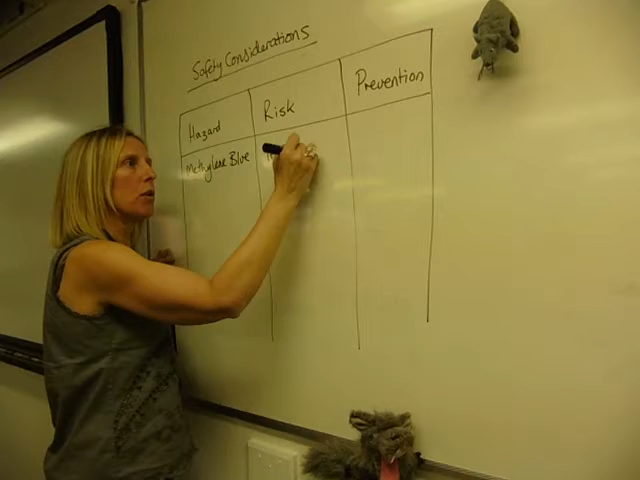 Safety Considerations
Hazard Risk Prevention
Methylene Blue